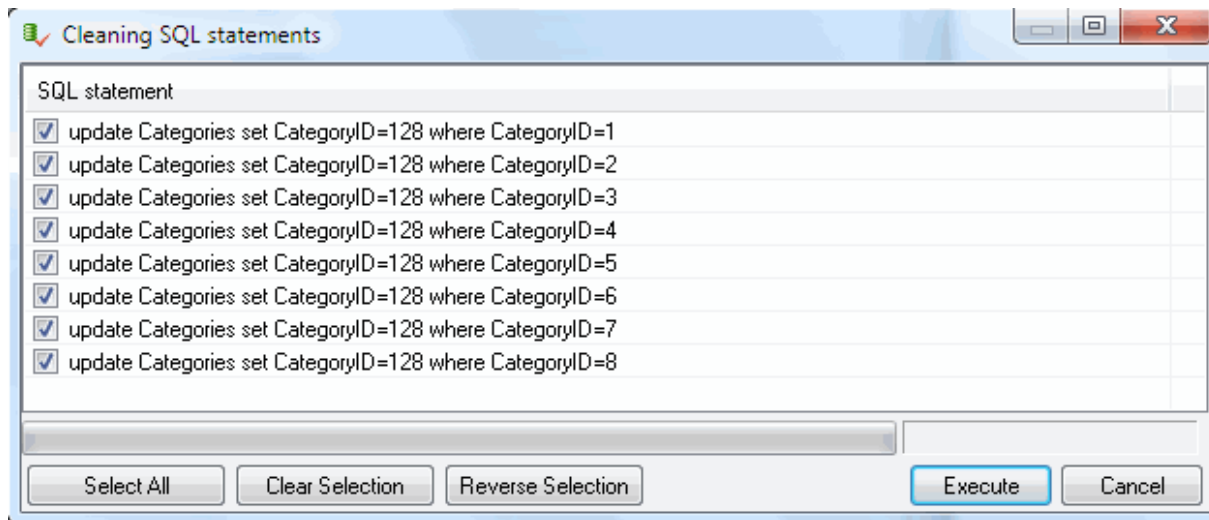 Cleaning SQL statements
SQL statement
update Categories set CategoryID=128 where CategoryID=1
update Categories set CategoryID=128 where CategoryID=2
update Categories set CategoryID=128 where CategoryID=3
update Categories set CategoryID=128 where CategoryID=4
update Categories set CategoryID=128 where CategoryID=5
update Categories set CategoryID=128 where CategoryID=6
update Categories set CategoryID=128 where CategoryID=7
update Categories set CategoryID=128 where CategoryID=8
Select All Clear Selection Reverse Selection Execute Cancel